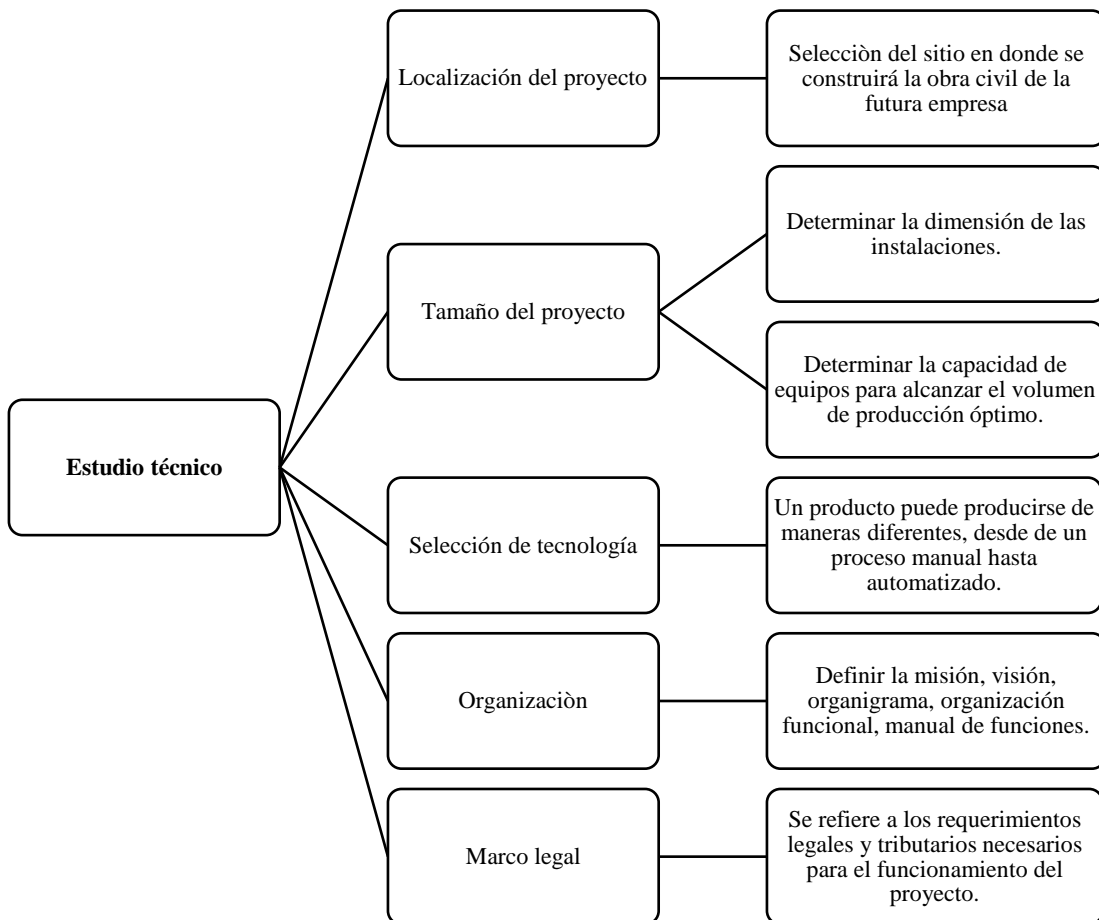 Estudio técnico
Localización del proyecto
Selecciòn del sitio en donde se
construirá la obra civil de la
futura empresa
Tamaño del proyecto
Determinar la dimensión de las
instalaciones.
Determinar la capacidad de
equipos para alcanzar el volumen
de producción óptimo.
Selección de tecnología
Un producto puede producirse de
maneras diferentes, desde de un
proceso manual hasta
automatizado.
Organizaciòn
Definir la misión, visión,
organigrama, organización
funcional, manual de funciones.
Marco legal
Se refiere a los requerimientos
legales y tributarios necesarios
para el funcionamiento del
proyecto.